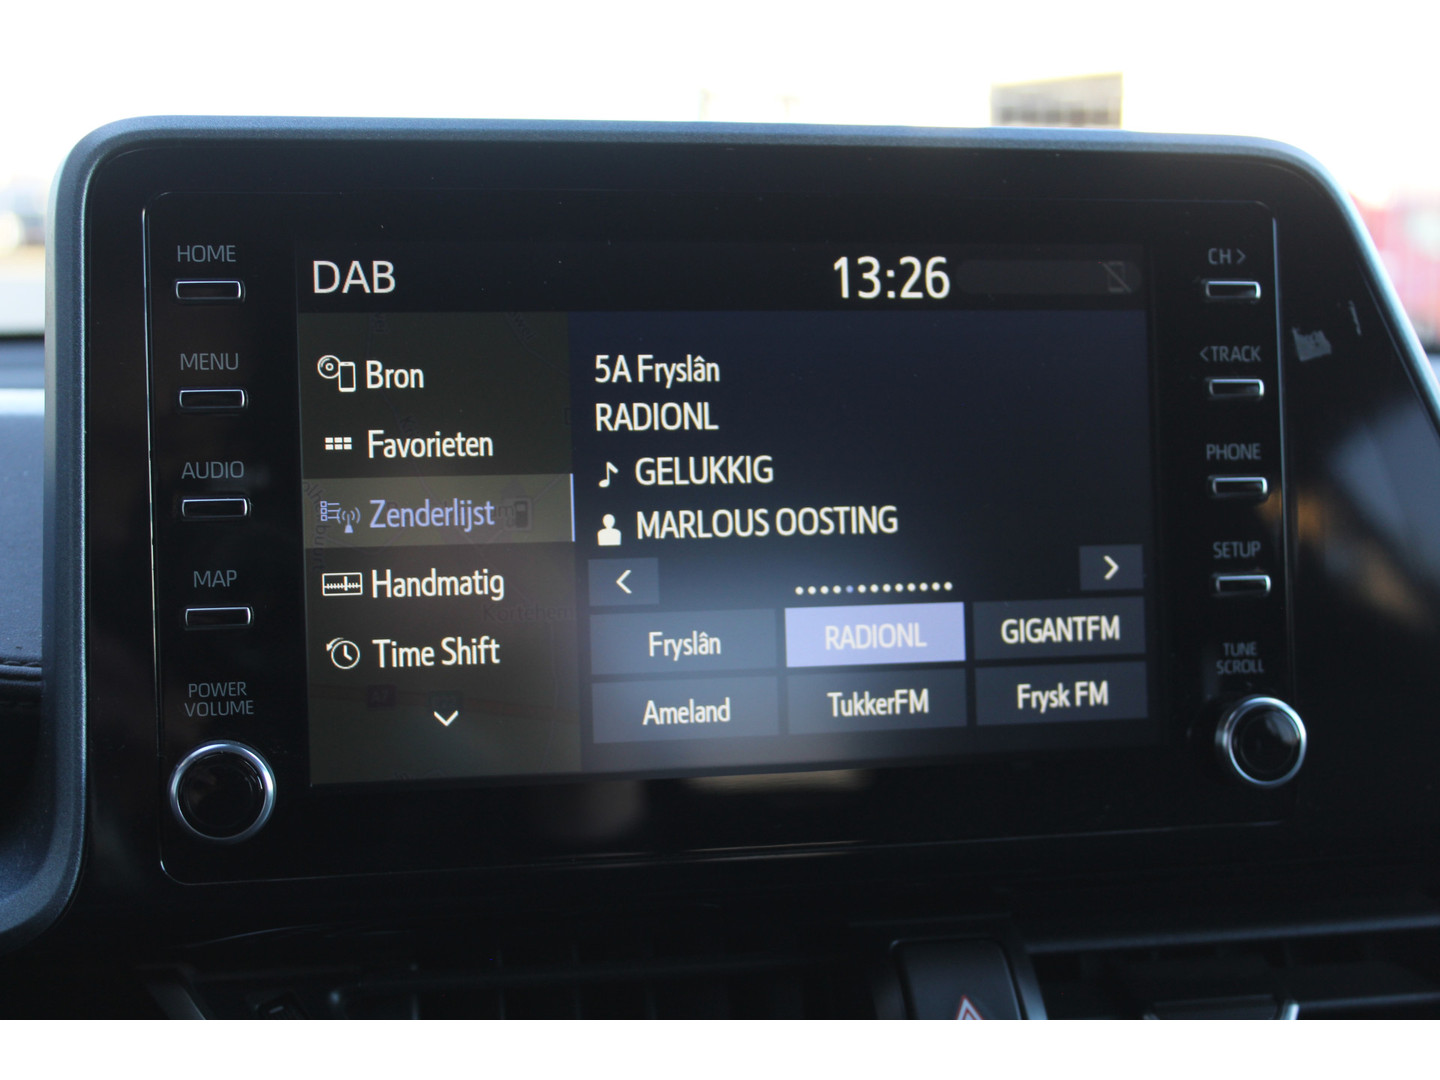 HOME
MENU
AUDIO
MAP
POWER
VOLUME
DAB
13:26
Bron
Favorieten
Zenderlijst
Handmatig
Time Shift
5A Fryslân
RADIONL
GELUKKIG
MARLOUS OOSTING
Fryslân
RADIONL
GIGANTFM
Ameland
TukkerFM
Frysk FM
CH >
< TRACK
PHONE
SETUP
TUNE
SCROLL